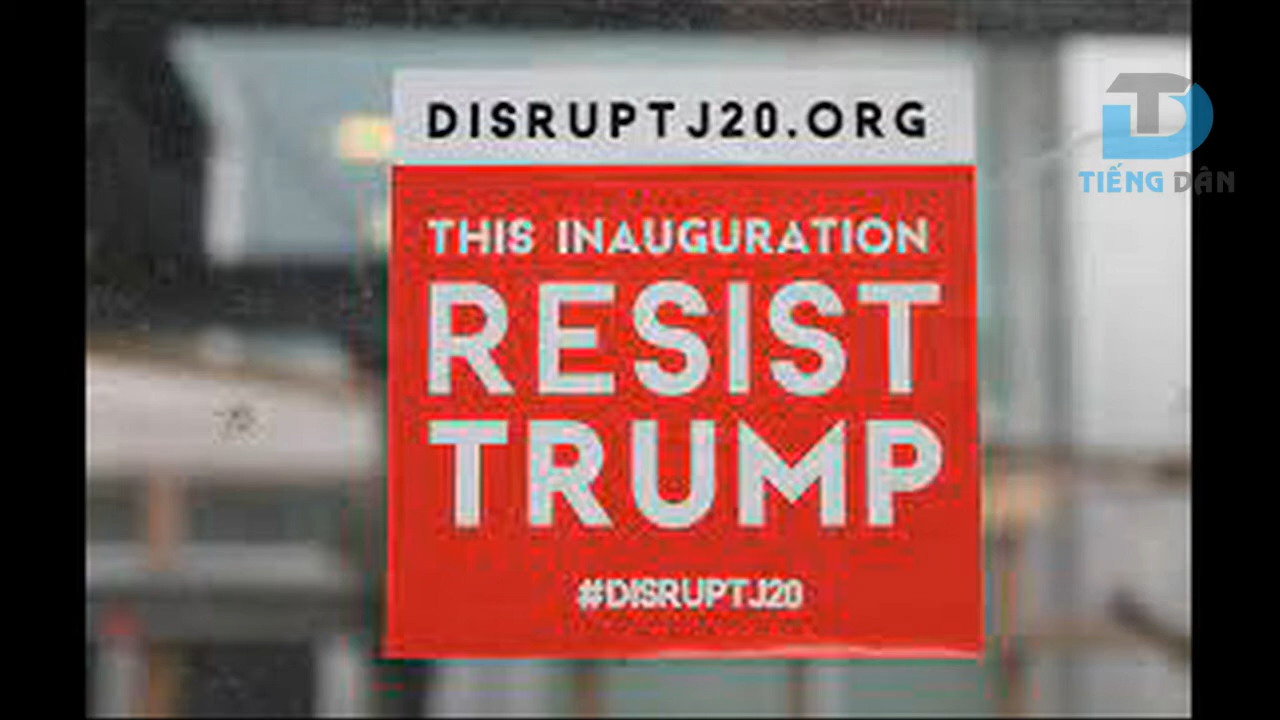 DISRUPTJ20.ORG
THIS INAUGURATION
RESIST
TRUMP
#DISRUPTJ20
TIẾNG DÂN